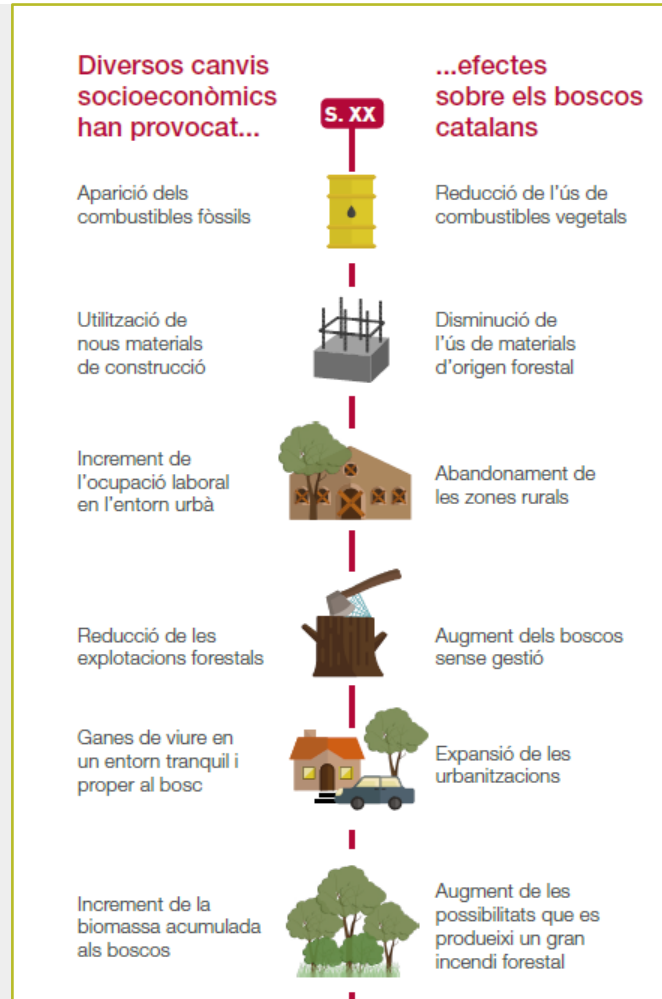 Diversos canvis
socioeconòmics
han provocat...
S. XX
...efectes
sobre els boscos
catalans
Aparició dels
combustibles fòssils
Reducció de l'ús de
combustibles vegetals
Utilització de
nous materials
de construcció
Disminució de
l'ús de materials
d'origen forestal
Increment de
l'ocupació laboral
en l'entorn urbà
Abandonament de
les zones rurals
Reducció de les
explotacions forestals
Augment dels boscos
sense gestió
Ganes de viure en
un entorn tranquil i
proper al bosc
Expansió de les
urbanitzacions
Increment de la
biomassa acumulada
als boscos
Augment de les
possibilitats que es
produeixi un gran
incendi forestal